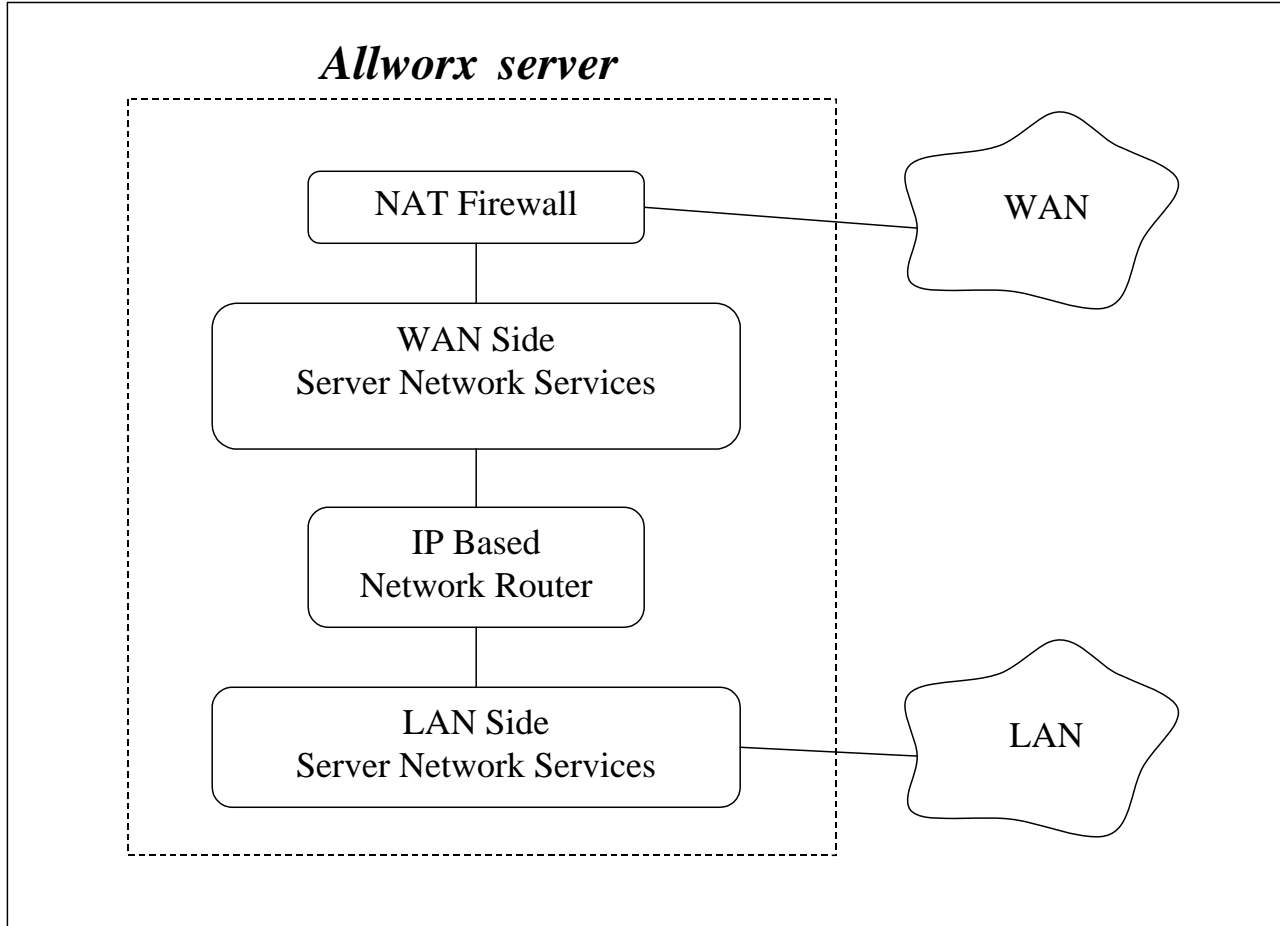 Allworx server
NAT Firewall
WAN
WAN Side
Server Network Services
IP Based
Network Router
LAN Side
Server Network Services
LAN